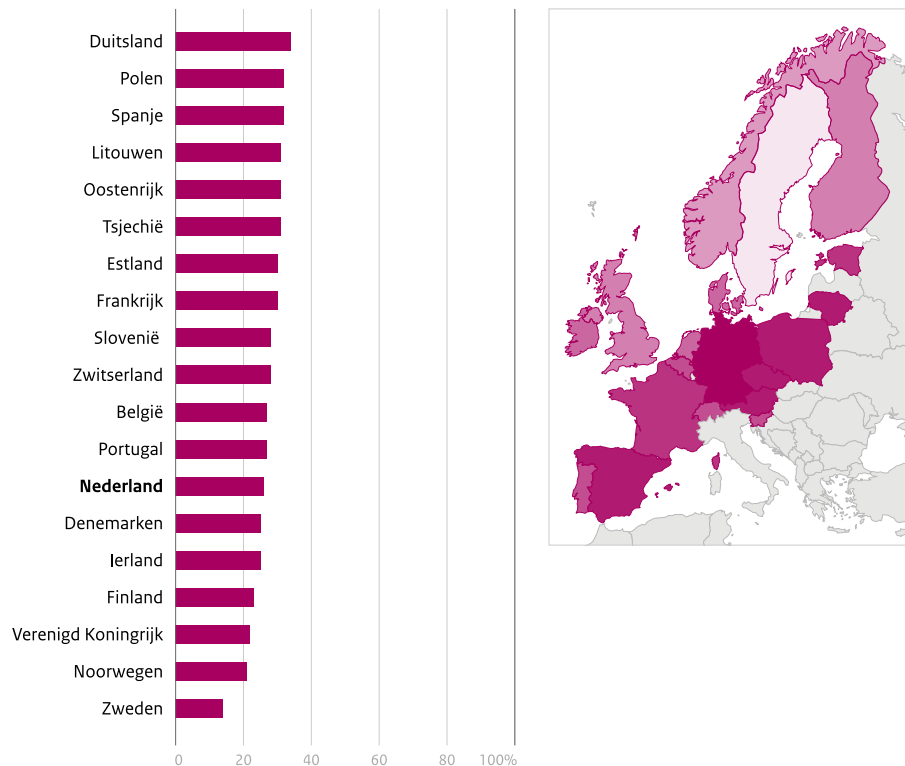 Duitsland
Polen
Spanje
Litouwen
Oostenrijk
Tsjechië
Estland
Frankrijk
Slovenië
Zwitserland
België
Portugal
Nederland
Denemarken
Ierland
Finland
Verenigd Koningrijk
Noorwegen
Zweden
0 20 40 60 80 100%